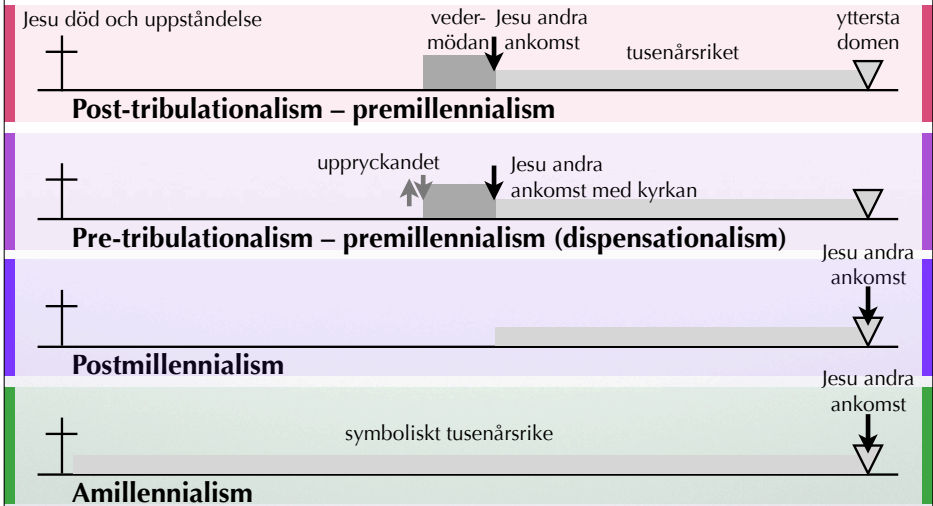 Jesu död och uppståndelse
veder-
mödan
Jesu andra
ankomst
tusenårsriket
yttersta
domen
Post-tribulationalism – premillennialism
uppryckandet
Jesu andra
ankomst med kyrkan
Pre-tribulationalism – premillennialism (dispensationalism)
Jesu andra
ankomst
Postmillennialism
Jesu andra
ankomst
symboliskt tusenårsrike
Amillennialism